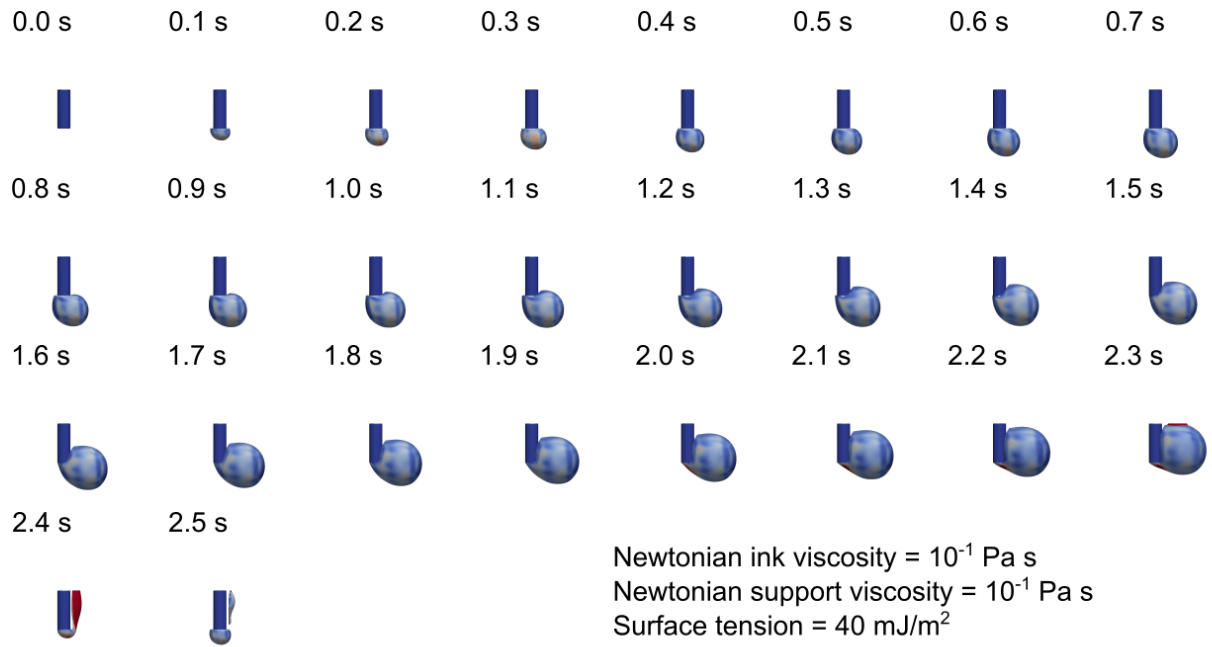 0.0 s 0.1 s 0.2 s 0.3 s 0.4 s 0.5 s 0.6 s 0.7 s
0.8 s 0.9 s 1.0 s 1.1 s 1.2 s 1.3 s 1.4 s 1.5 s
1.6 s 1.7 s 1.8 s 1.9 s 2.0 s 2.1 s 2.2 s 2.3 s
2.4 s 2.5 s
Newtonian ink viscosity = 10⁻¹ Pa s
Newtonian support viscosity = 10⁻¹ Pa s
Surface tension = 40 mJ/m²